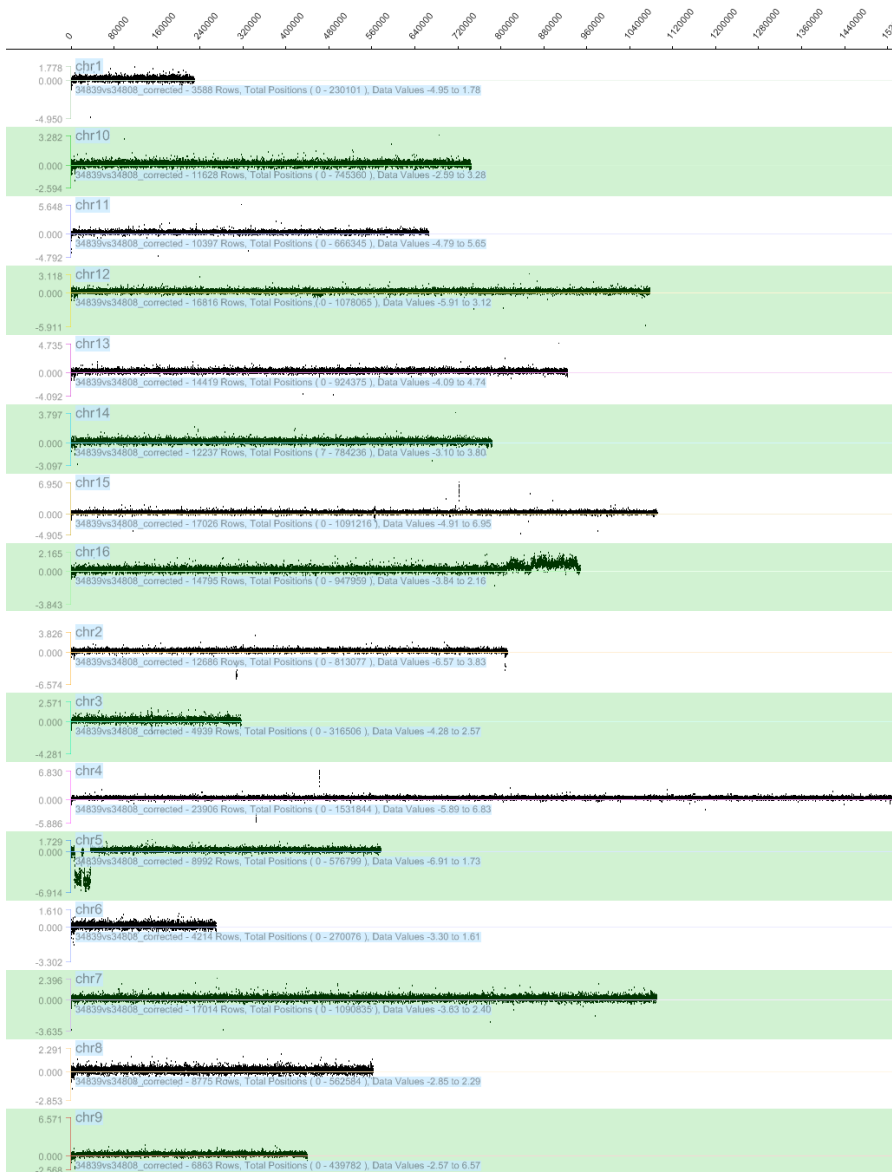 0 80000 160000 240000 320000 400000 480000 560000 640000 720000 800000 880000 960000 1040000 1120000 1200000 1280000 1360000 1440000
chr1
1.778
0.000
34839vs34808_corrected - 3588 Rows, Total Positions ( 0 - 230101 ), Data Values -4.95 to 1.78
-4.950
chr10
3.282
0.000
34839vs34808_corrected - 11628 Rows, Total Positions ( 0 - 745360 ), Data Values -2.59 to 3.28
-2.594
chr11
5.648
0.000
34839vs34808_corrected - 10397 Rows, Total Positions ( 0 - 666345 ), Data Values -4.79 to 5.65
-4.792
chr12
3.118
0.000
34839vs34808_corrected - 16816 Rows, Total Positions ( 0 - 1078065 ), Data Values -5.91 to 3.12
-5.911
chr13
4.735
0.000
34839vs34808_corrected - 14419 Rows, Total Positions ( 0 - 924375 ), Data Values -4.09 to 4.74
-4.092
chr14
3.797
0.000
34839vs34808_corrected - 12237 Rows, Total Positions ( 7 - 784236 ), Data Values -3.10 to 3.80
-3.097
chr15
6.950
0.000
34839vs34808_corrected - 17026 Rows, Total Positions ( 0 - 1091216 ), Data Values -4.91 to 6.95
-4.905
chr16
2.165
0.000
34839vs34808_corrected - 14795 Rows, Total Positions ( 0 - 947959 ), Data Values -3.84 to 2.16
-3.843
chr2
3.826
0.000
34839vs34808_corrected - 12686 Rows, Total Positions ( 0 - 813077 ), Data Values -6.57 to 3.83
-6.574
chr3
2.571
0.000
34839vs34808_corrected - 4939 Rows, Total Positions ( 0 - 316506 ), Data Values -4.28 to 2.57
-4.281
chr4
6.830
0.000
34839vs34808_corrected - 23906 Rows, Total Positions ( 0 - 1531844 ), Data Values -5.89 to 6.83
-5.886
chr5
1.729
0.000
34839vs34808_corrected - 8992 Rows, Total Positions ( 0 - 576799 ), Data Values -6.91 to 1.73
-6.914
chr6
1.610
0.000
34839vs34808_corrected - 4214 Rows, Total Positions ( 0 - 270076 ), Data Values -3.30 to 1.61
-3.302
chr7
2.396
0.000
34839vs34808_corrected - 17014 Rows, Total Positions ( 0 - 1090835 ), Data Values -3.63 to 2.40
-3.635
chr8
2.291
0.000
34839vs34808_corrected - 8775 Rows, Total Positions ( 0 - 562584 ), Data Values -2.85 to 2.29
-2.853
chr9
6.571
0.000
34839vs34808_corrected - 6863 Rows, Total Positions ( 0 - 439782 ), Data Values -2.57 to 6.57
-2.568